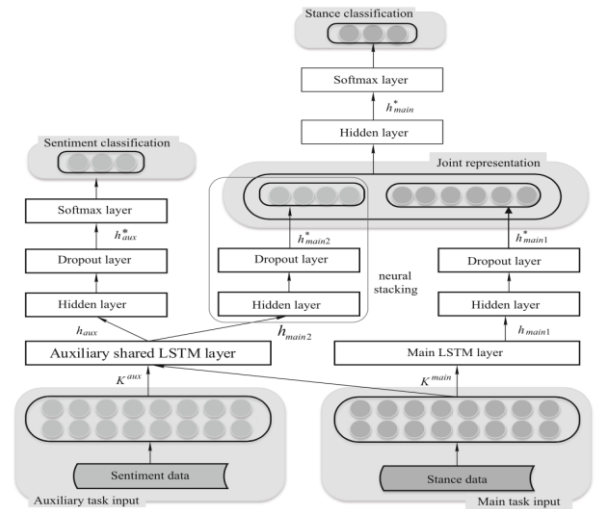 Stance classification
Softmax layer
h*main
Hidden layer
Sentiment classification
Joint representation
Softmax layer
h*aux
h*main2
h*main1
Dropout layer
Dropout layer
Dropout layer
neural
stacking
Hidden layer
Hidden layer
Hidden layer
haux
hmain2
hmain1
Auxiliary shared LSTM layer
Main LSTM layer
Kaux
Kmain
Sentiment data
Stance data
Auxiliary task input
Main task input